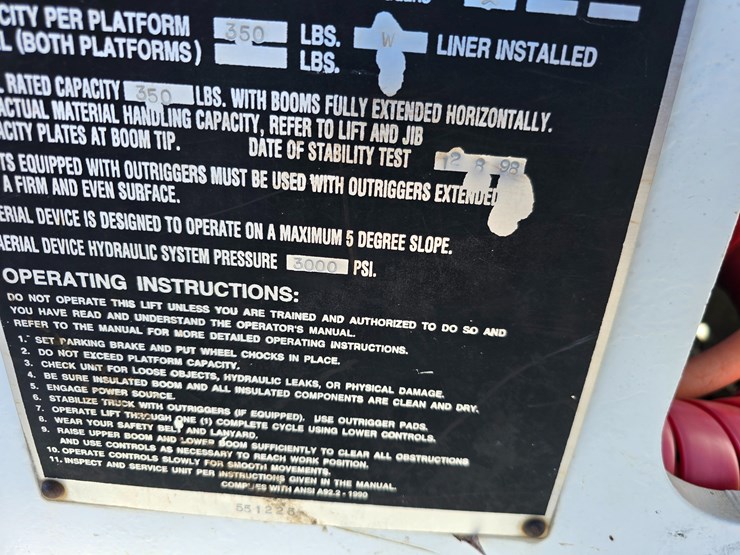 CITY PER PLATFORM 350 LBS. W LINER INSTALLED
L (BOTH PLATFORMS) LBS.
L RATED CAPACITY 350 LBS. WITH BOOMS FULLY EXTENDED HORIZONTALLY.
ACTUAL MATERIAL HANDLING CAPACITY, REFER TO LIFT AND JIB
ACITY PLATES AT BOOM TIP. DATE OF STABILITY TEST 12 8 98
TS EQUIPPED WITH OUTRIGGERS MUST BE USED WITH OUTRIGGERS EXTENDED
A FIRM AND EVEN SURFACE.
ERIAL DEVICE IS DESIGNED TO OPERATE ON A MAXIMUM 5 DEGREE SLOPE.
AERIAL DEVICE HYDRAULIC SYSTEM PRESSURE 3000 PSI.
OPERATING INSTRUCTIONS:
DO NOT OPERATE THIS LIFT UNLESS YOU ARE TRAINED AND AUTHORIZED TO DO SO AND
YOU HAVE READ AND UNDERSTAND THE OPERATOR'S MANUAL.
REFER TO THE MANUAL FOR MORE DETAILED OPERATING INSTRUCTIONS.
1. SET PARKING BRAKE AND PUT WHEEL CHOCKS IN PLACE.
2. DO NOT EXCEED PLATFORM CAPACITY.
3. CHECK UNIT FOR LOOSE OBJECTS, HYDRAULIC LEAKS, OR PHYSICAL DAMAGE.
4. BE SURE INSULATED BOOM AND ALL INSULATED COMPONENTS ARE CLEAN AND DRY.
5. ENGAGE POWER SOURCE.
6. STABILIZE TRUCK WITH OUTRIGGERS (IF EQUIPPED). USE OUTRIGGER PADS.
7. OPERATE LIFT THROUGH ONE (1) COMPLETE CYCLE USING LOWER CONTROLS.
8. WEAR YOUR SAFETY BELT AND LANYARD.
9. RAISE UPPER BOOM AND LOWER BOOM SUFFICIENTLY TO CLEAR ALL OBSTRUCTIONS
AND USE CONTROLS AS NECESSARY TO REACH WORK POSITION.
10. OPERATE CONTROLS SLOWLY FOR SMOOTH MOVEMENTS.
11. INSPECT AND SERVICE UNIT PER INSTRUCTIONS GIVEN IN THE MANUAL.
COMPLIES WITH ANSI A92.2 - 1990